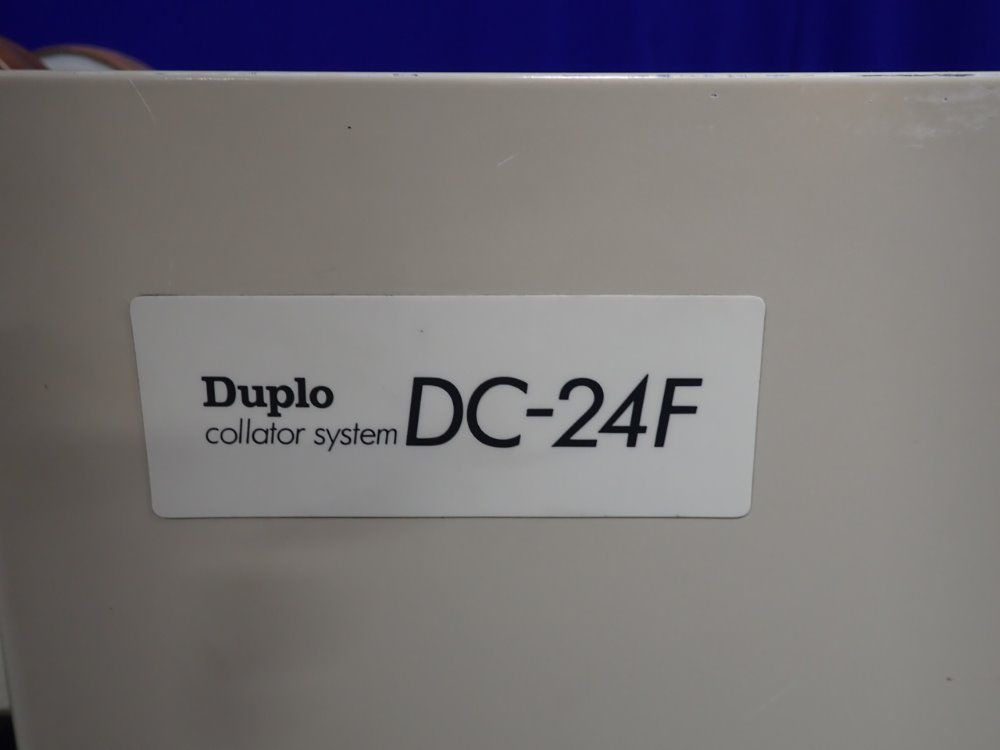 Duplo
collator system DC-24F